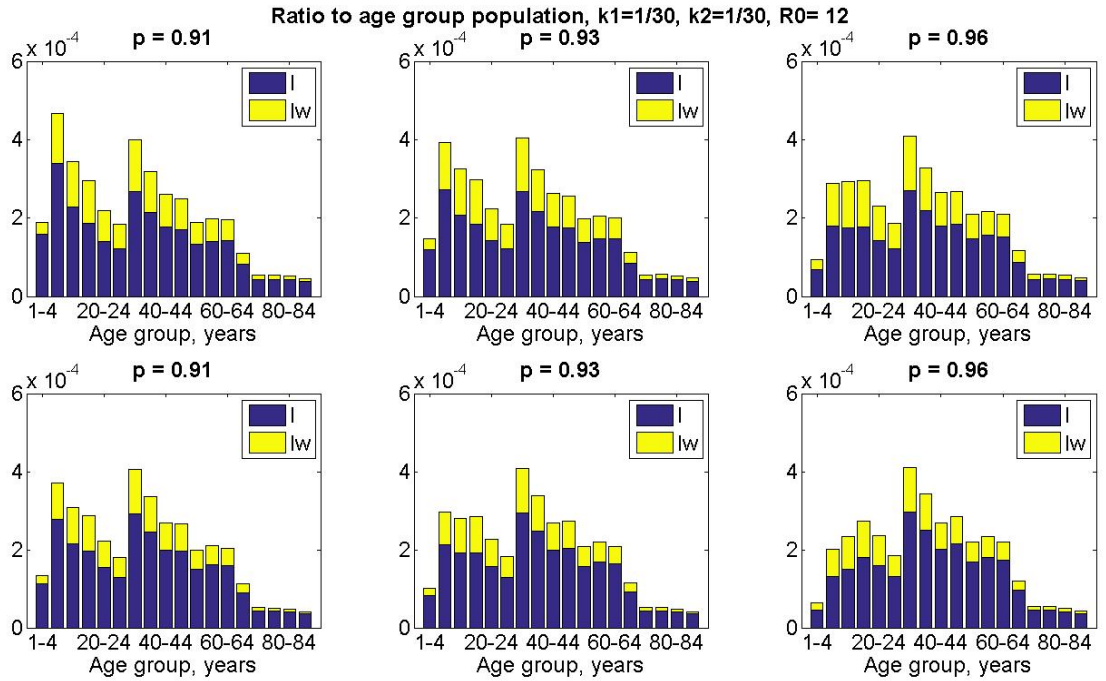 Ratio to age group population, k1=1/30, k2=1/30, R0= 12
p = 0.91
6 x 10^-4
4
2
0
I
Iw
1-4 20-24 40-44 60-64 80-84
Age group, years
p = 0.93
6 x 10^-4
4
2
0
I
Iw
1-4 20-24 40-44 60-64 80-84
Age group, years
p = 0.96
6 x 10^-4
4
2
0
I
Iw
1-4 20-24 40-44 60-64 80-84
Age group, years
p = 0.91
6 x 10^-4
4
2
0
I
Iw
1-4 20-24 40-44 60-64 80-84
Age group, years
p = 0.93
6 x 10^-4
4
2
0
I
Iw
1-4 20-24 40-44 60-64 80-84
Age group, years
p = 0.96
6 x 10^-4
4
2
0
I
Iw
1-4 20-24 40-44 60-64 80-84
Age group, years